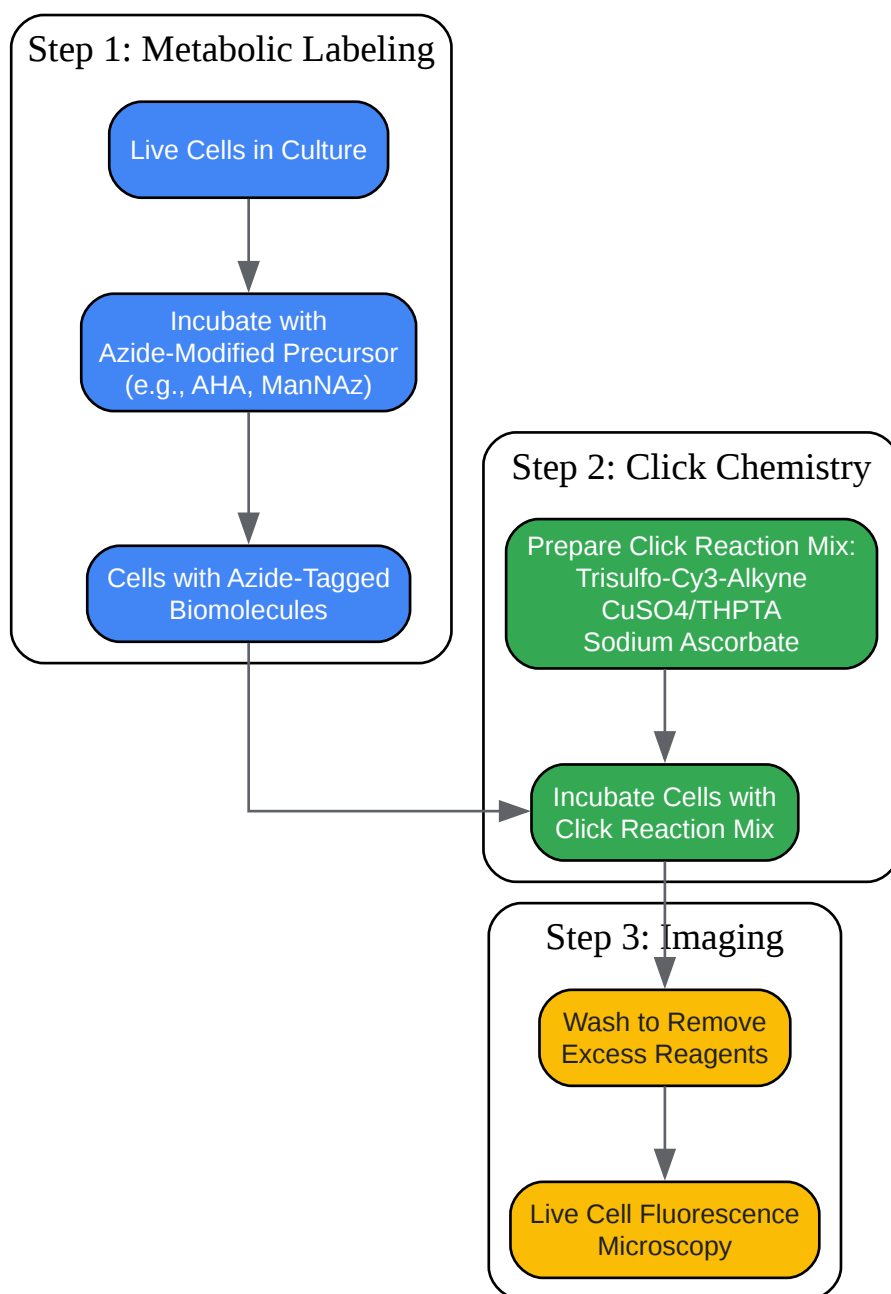 Step 1: Metabolic Labeling
Live Cells in Culture
Incubate with
Azide-Modified Precursor
(e.g., AHA, ManNAz)
Cells with Azide-Tagged
Biomolecules
Step 2: Click Chemistry
Prepare Click Reaction Mix:
Trisulfo-Cy3-Alkyne
CuSO4/THPTA
Sodium Ascorbate
Incubate Cells with
Click Reaction Mix
Step 3: Imaging
Wash to Remove
Excess Reagents
Live Cell Fluorescence
Microscopy